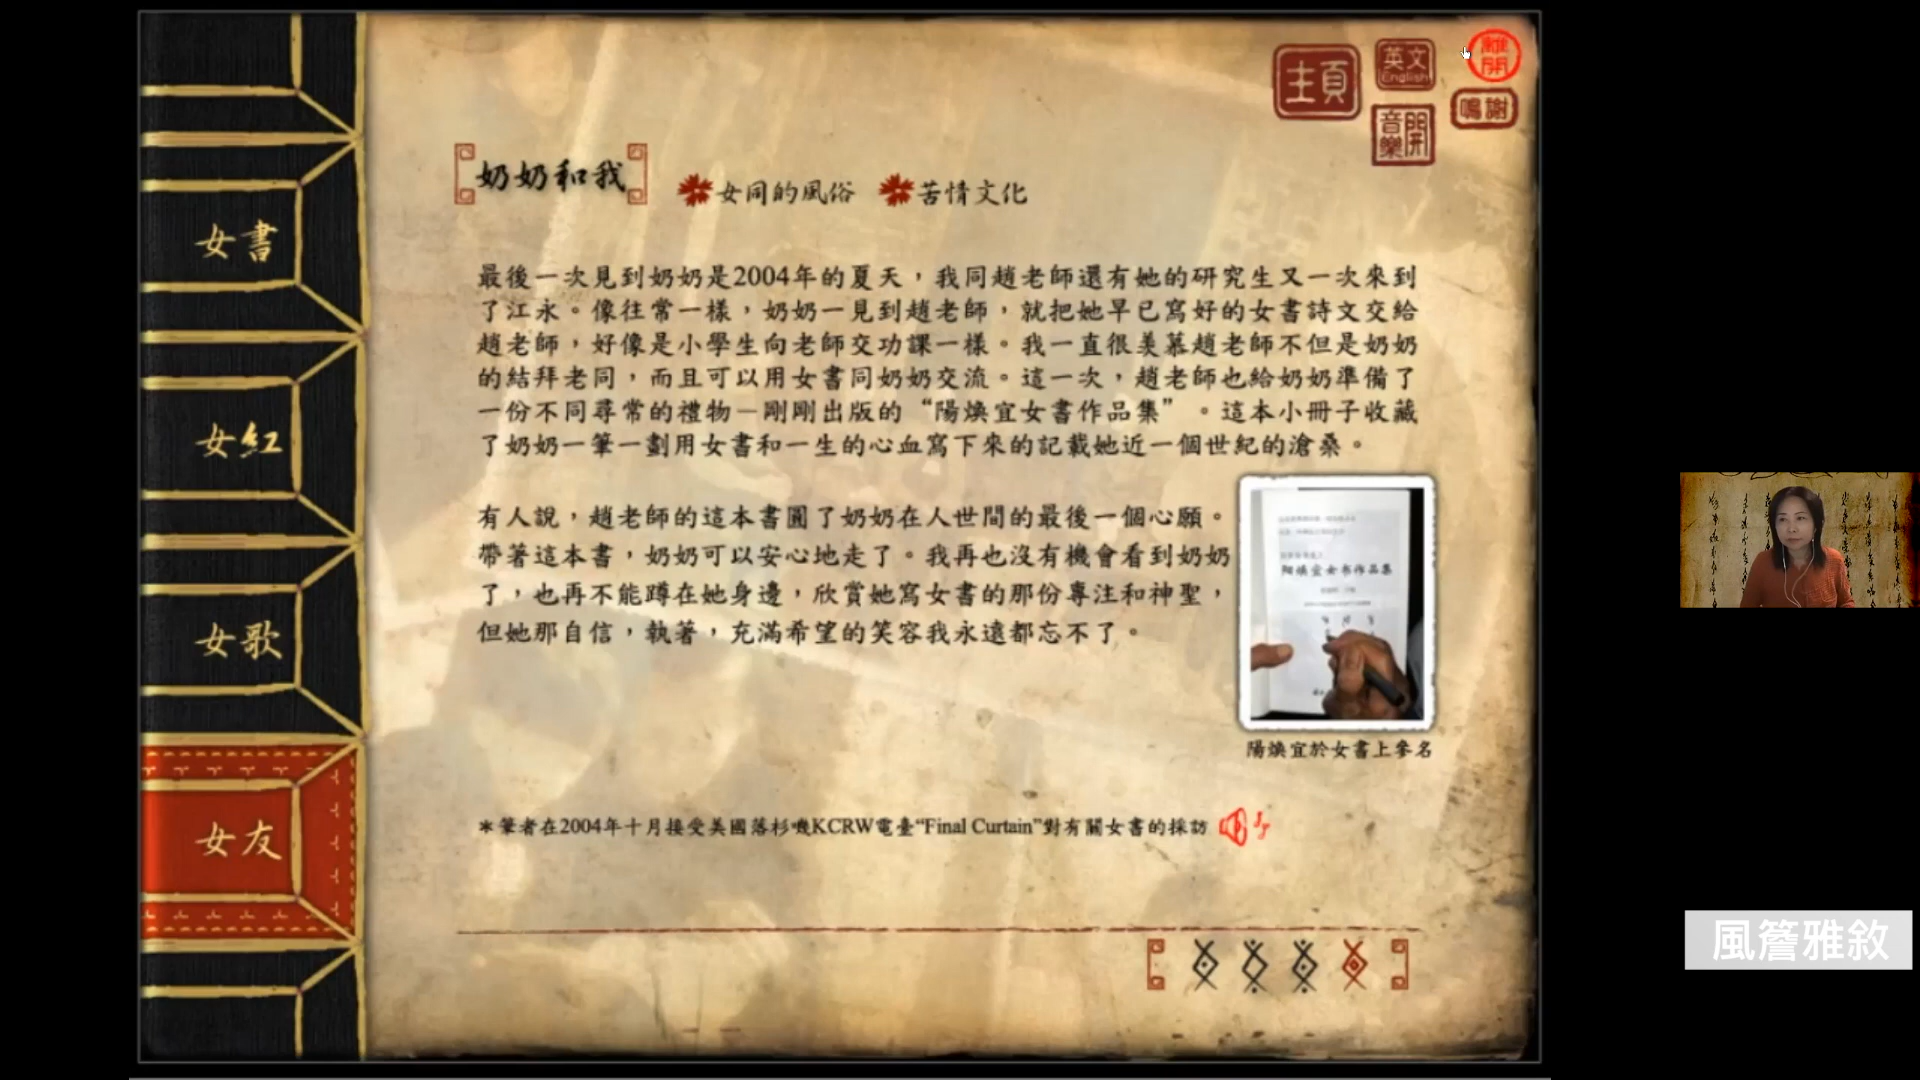 主頁
英文
English
離開
音樂開
鳴謝
奶奶和我
女同的風俗
苦情文化
女書
女紅
女歌
女友
最後一次見到奶奶是2004年的夏天，我同趙老師還有她的研究生又一次來到
了江永。像往常一樣，奶奶一見到趙老師，就把她早已寫好的女書詩文交給
趙老師，好像是小學生向老師交功課一樣。我一直很羨慕趙老師不但是奶奶
的結拜老同，而且可以用女書同奶奶交流。這一次，趙老師也給奶奶準備了
一份不同尋常的禮物－剛剛出版的“陽煥宜女書作品集”。這本小冊子收藏
了奶奶一筆一劃用女書和一生的心血寫下來的記載她近一個世紀的滄桑。
有人說，趙老師的這本書圓了奶奶在人世間的最後一個心願。
帶著這本書，奶奶可以安心地走了。我再也沒有機會看到奶奶
了，也再不能蹲在她身邊，欣賞她寫女書的那份專注和神聖，
但她那自信，執著，充滿希望的笑容我永遠都忘不了。
阳焕宜女书作品集
陽煥宜於女書上簽名
＊筆者在2004年十月接受美國落杉磯KCRW電臺“Final Curtain”對有關女書的採訪
風簷雅敘